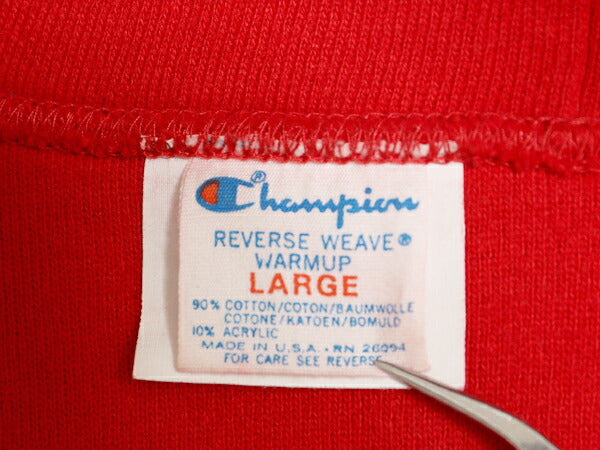 Champion®
REVERSE WEAVE®
WARMUP
LARGE
90% COTTON/COTON/BAUMWOLLE
COTONE/KATOEN/BOMULD
10% ACRYLIC
MADE IN U.S.A. - RN 26094
FOR CARE SEE REVERSE